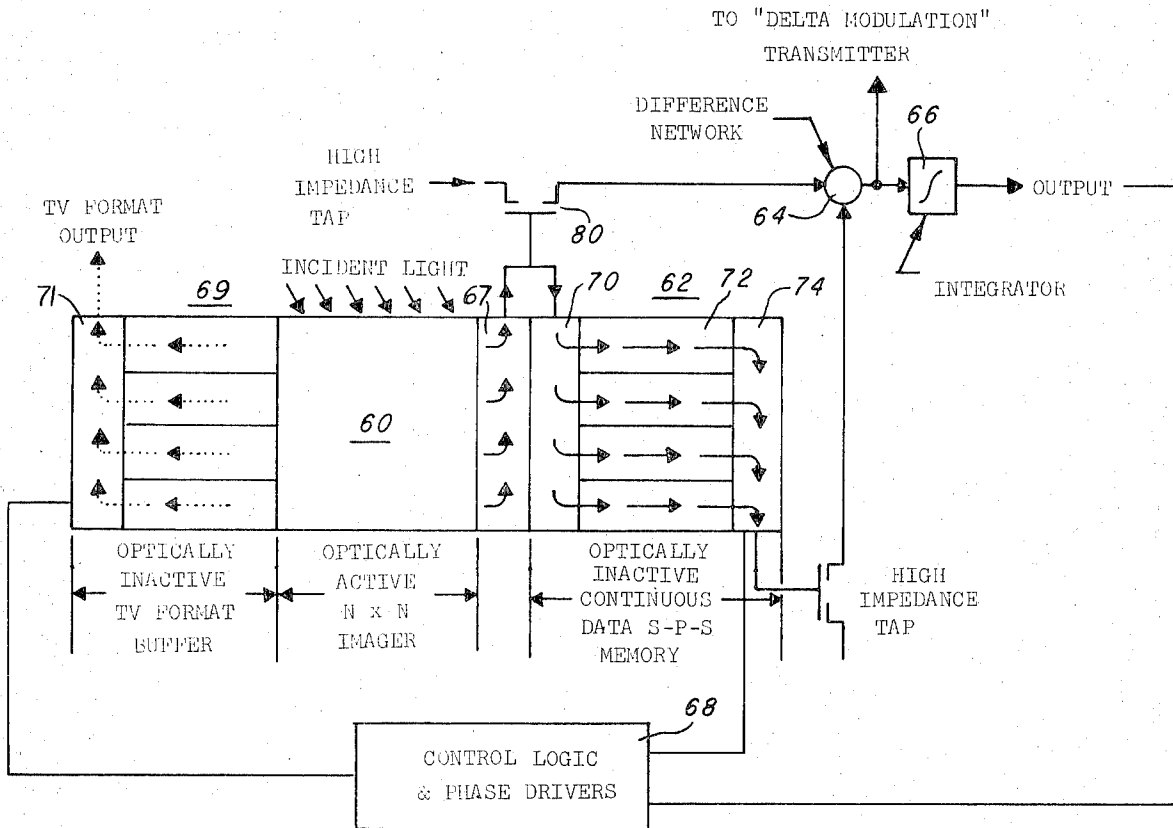 TO "DELTA MODULATION"
TRANSMITTER
DIFFERENCE
NETWORK
66
HIGH
IMPEDANCE
TAP
64
OUTPUT
80
TV FORMAT
OUTPUT
INCIDENT LIGHT
INTEGRATOR
71
69
67
70
62
72
74
60
OPTICALLY
INACTIVE
TV FORMAT
BUFFER
OPTICALLY
ACTIVE
N x N
IMAGER
OPTICALLY
INACTIVE
CONTINUOUS
DATA S-P-S
MEMORY
HIGH
IMPEDANCE
TAP
68
CONTROL LOGIC
& PHASE DRIVERS